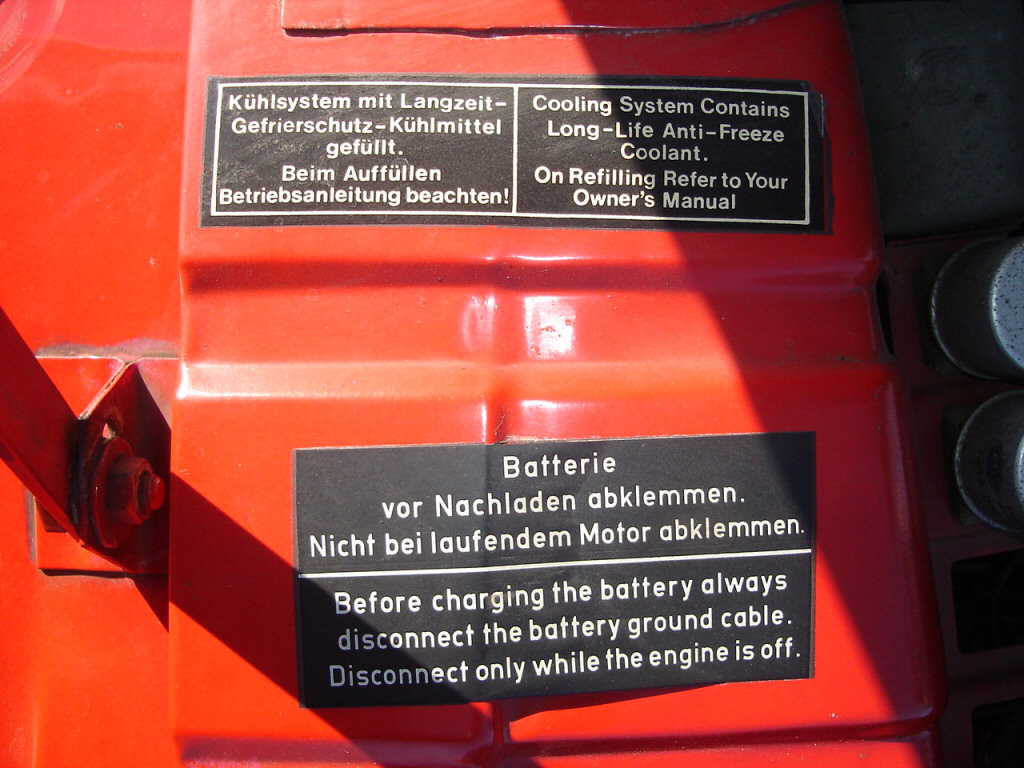 Kühlsystem mit Langzeit-
Gefrierschutz-Kühlmittel
gefüllt.
Beim Auffüllen
Betriebsanleitung beachten!
Cooling System Contains
Long-Life Anti-Freeze
Coolant.
On Refilling Refer to Your
Owner's Manual
Batterie
vor Nachladen abklemmen.
Nicht bei laufendem Motor abklemmen.
Before charging the battery always
disconnect the battery ground cable.
Disconnect only while the engine is off.